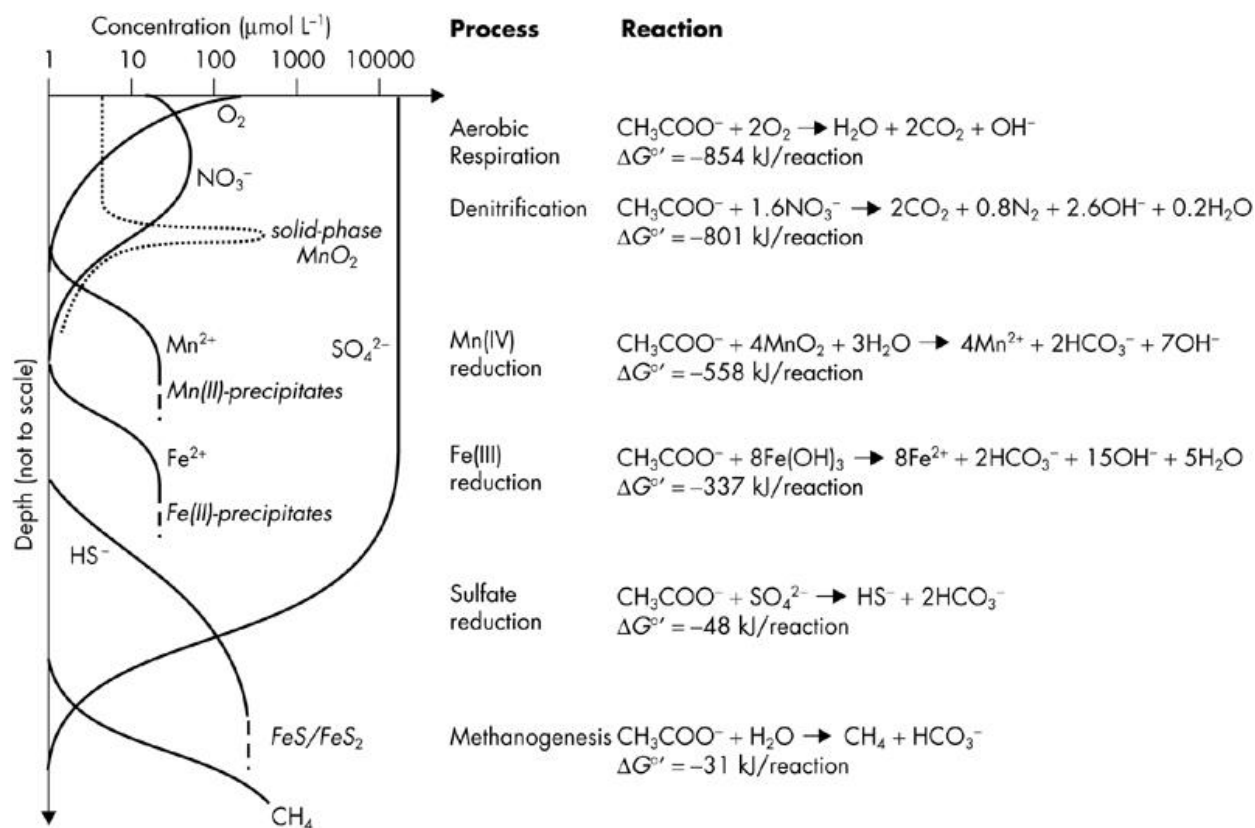 Concentration (μmol L⁻¹)
1 10 100 1000 10000
Depth (not to scale)
O₂
NO₃⁻
solid-phase
MnO₂
Mn²⁺
Mn(II)-precipitates
SO₄²⁻
Fe²⁺
Fe(II)-precipitates
HS⁻
FeS/FeS₂
CH₄
Process Reaction
Aerobic
Respiration
CH₃COO⁻ + 2O₂ → H₂O + 2CO₂ + OH⁻
ΔG°′ = –854 kJ/reaction
Denitrification
CH₃COO⁻ + 1.6NO₃⁻ → 2CO₂ + 0.8N₂ + 2.6OH⁻ + 0.2H₂O
ΔG°′ = –801 kJ/reaction
Mn(IV)
reduction
CH₃COO⁻ + 4MnO₂ + 3H₂O → 4Mn²⁺ + 2HCO₃⁻ + 7OH⁻
ΔG°′ = –558 kJ/reaction
Fe(III)
reduction
CH₃COO⁻ + 8Fe(OH)₃ → 8Fe²⁺ + 2HCO₃⁻ + 15OH⁻ + 5H₂O
ΔG°′ = –337 kJ/reaction
Sulfate
reduction
CH₃COO⁻ + SO₄²⁻ → HS⁻ + 2HCO₃⁻
ΔG°′ = –48 kJ/reaction
Methanogenesis
CH₃COO⁻ + H₂O → CH₄ + HCO₃⁻
ΔG°′ = –31 kJ/reaction